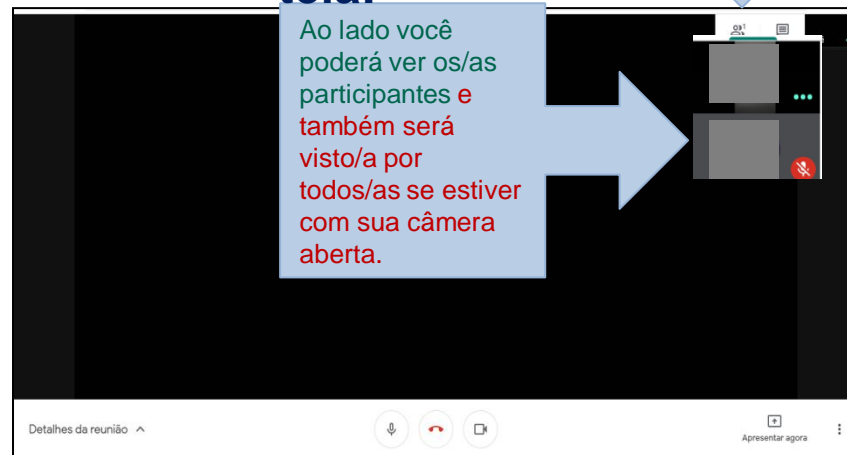 tela.
Ao lado você
poderá ver os/as
participantes e
também será
visto/a por
todos/as se estiver
com sua câmera
aberta.
Detalhes da reunião
Apresentar agora